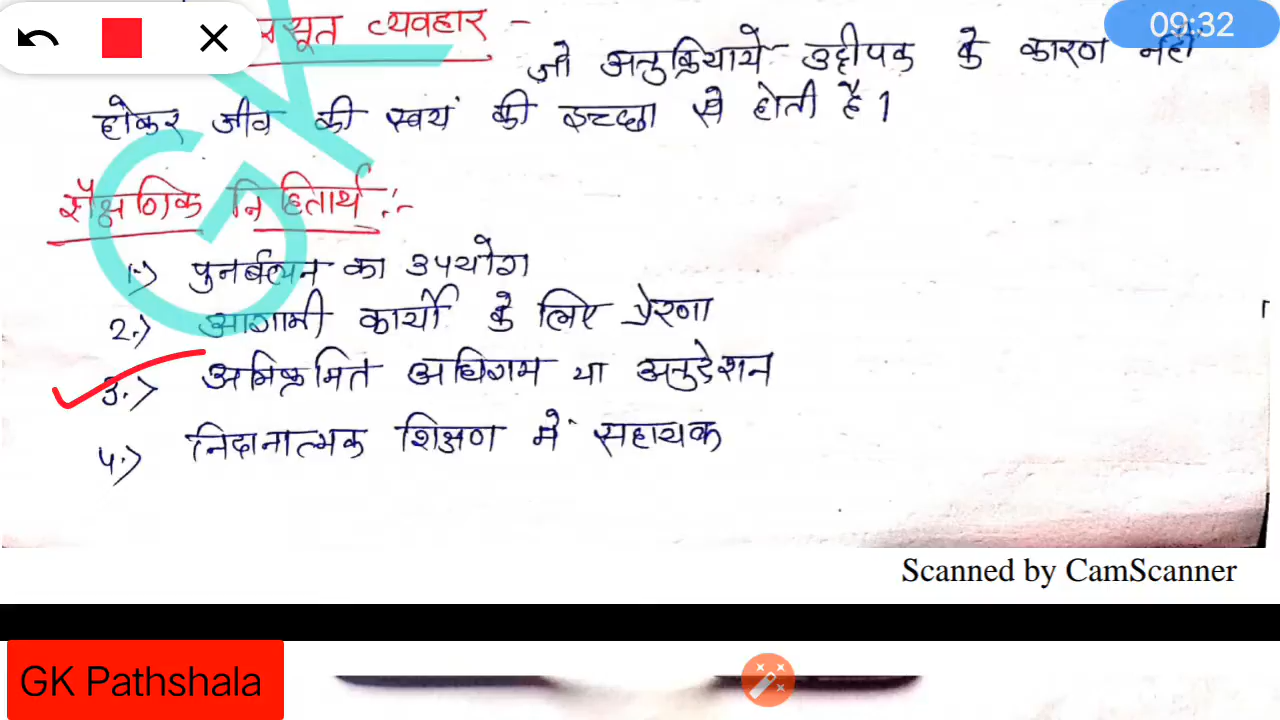 व्यवहार -
09:32
जो अनुक्रियायें उद्दीपक के कारण नहीं
होकर जीव की स्वयं की इच्छा से होती है।
शैक्षणिक निहितार्थ :-
1.) पुनर्बलन का उपयोग
2.) आगामी कार्यों के लिए प्रेरणा
3.) अभिक्रमित अधिगम या अनुदेशन
4.) निदानात्मक शिक्षण में सहायक
Scanned by CamScanner
GK Pathshala